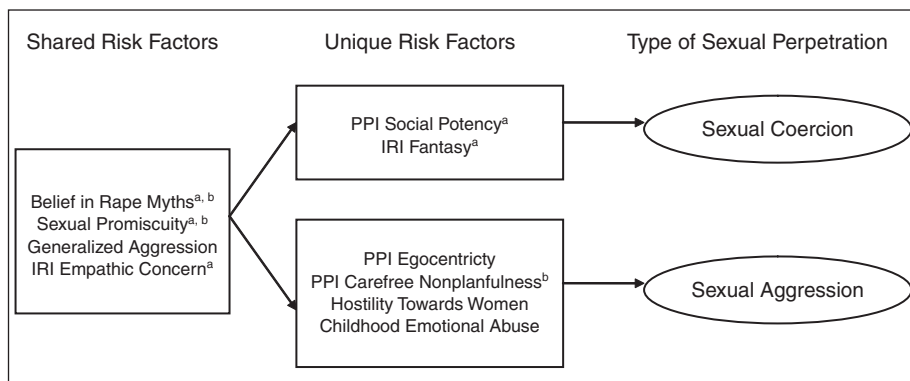 Shared Risk Factors
Unique Risk Factors
Type of Sexual Perpetration
Belief in Rape Myths^a, b
Sexual Promiscuity^a, b
Generalized Aggression
IRI Empathic Concern^a
PPI Social Potency^a
IRI Fantasy^a
Sexual Coercion
PPI Egocentricty
PPI Carefree Nonplanfulness^b
Hostility Towards Women
Childhood Emotional Abuse
Sexual Aggression